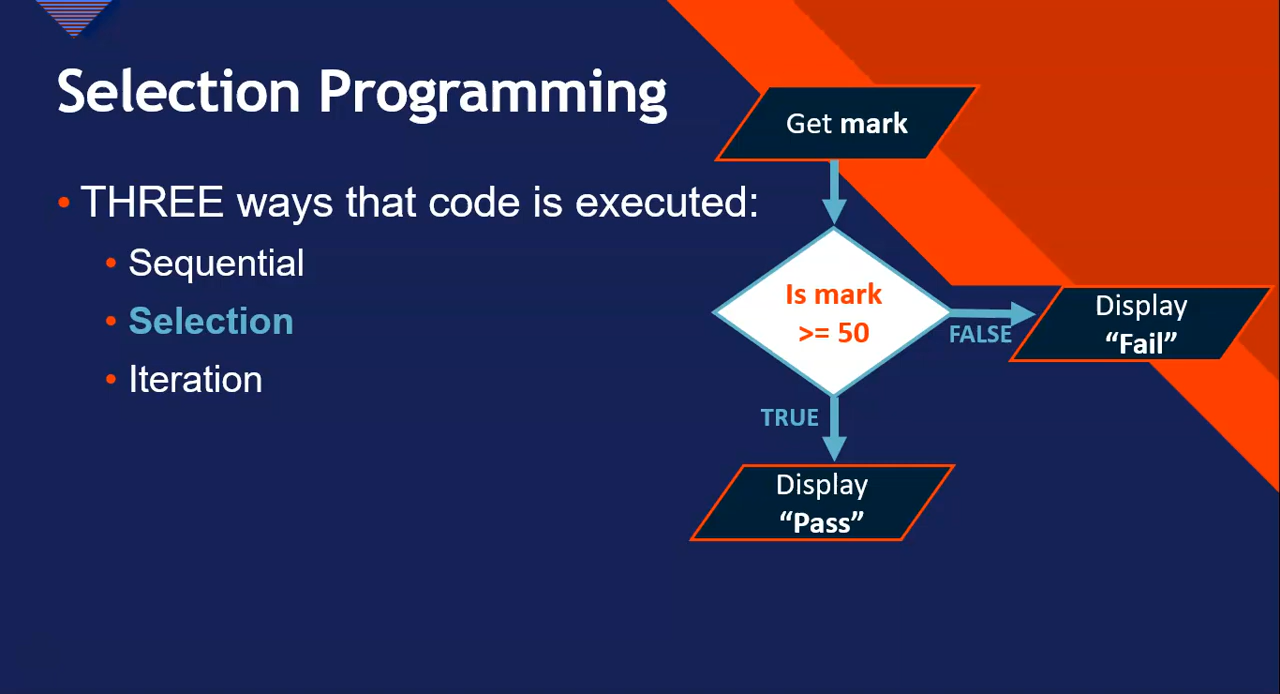 Selection Programming
• THREE ways that code is executed:
• Sequential
• Selection
• Iteration
Get mark
Is mark
>= 50
FALSE
Display
“Fail”
TRUE
Display
“Pass”